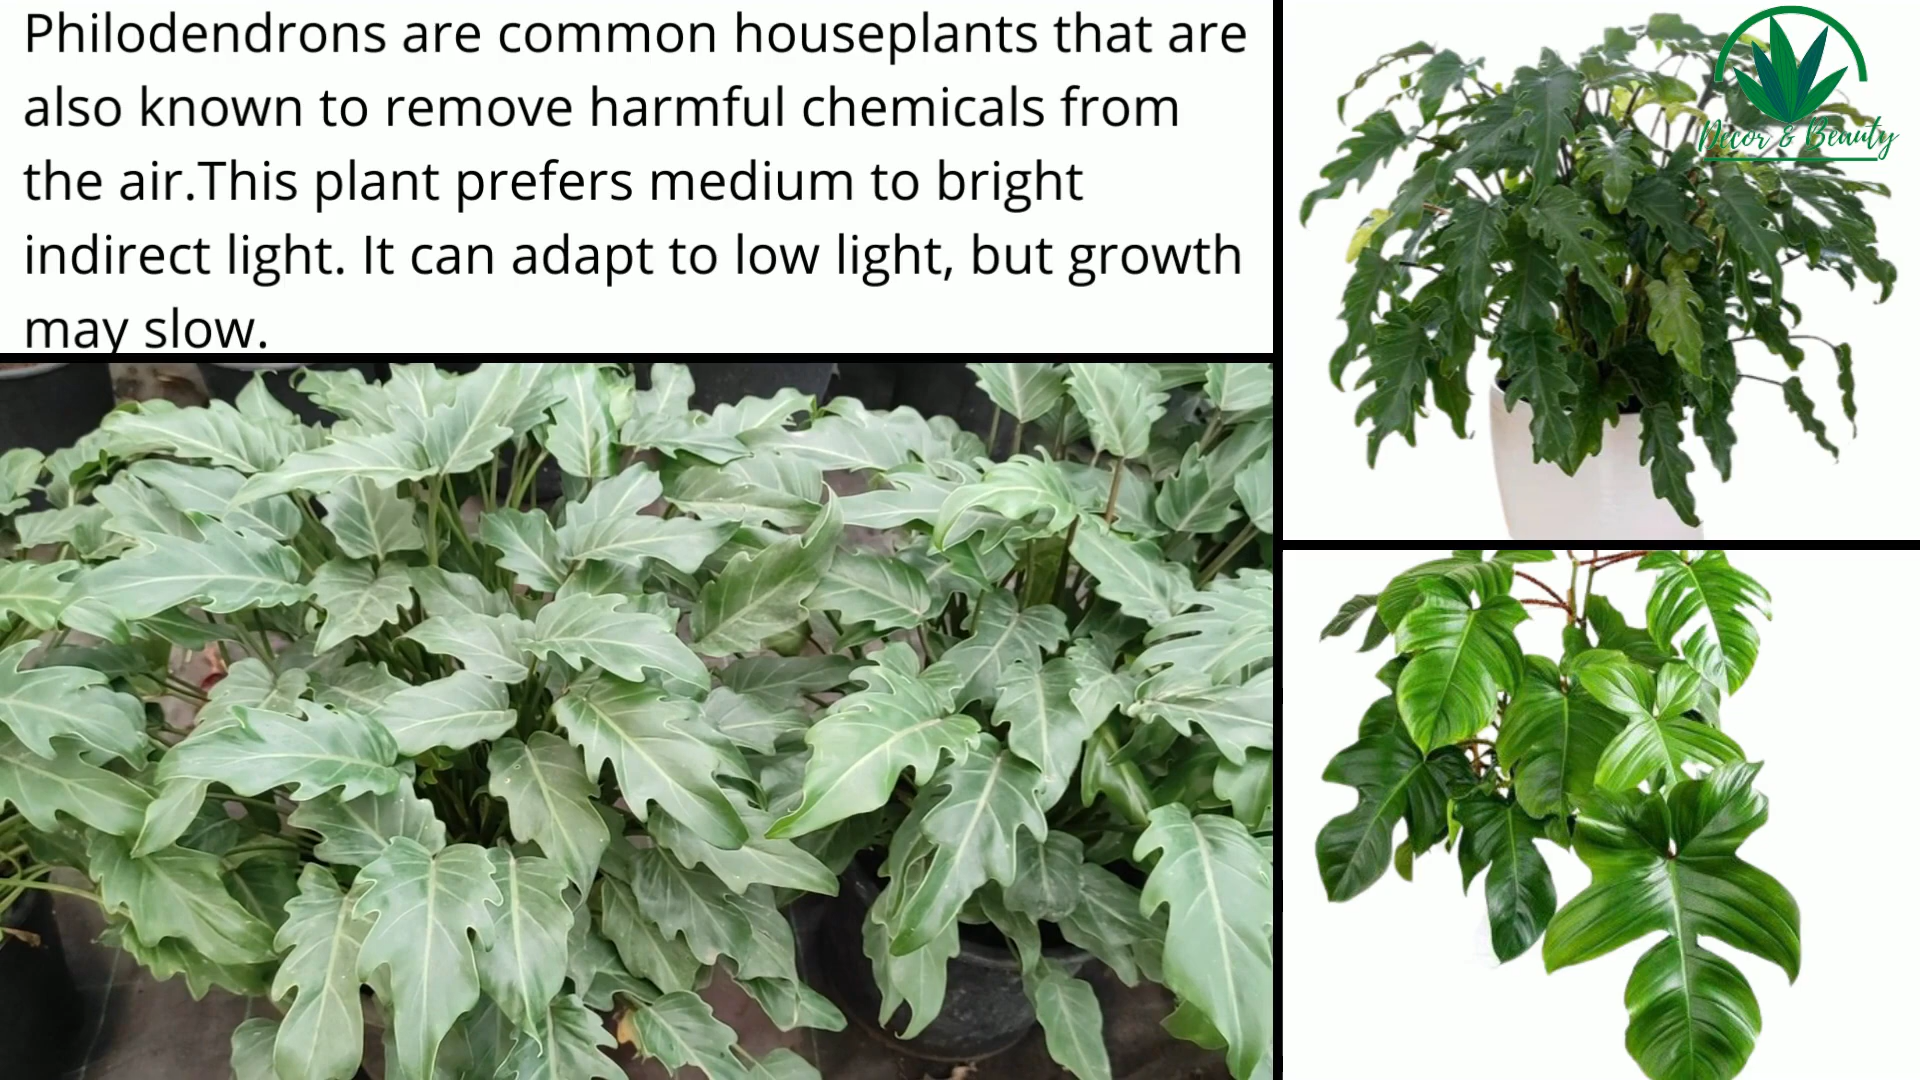 Philodendrons are common houseplants that are
also known to remove harmful chemicals from
the air.This plant prefers medium to bright
indirect light. It can adapt to low light, but growth
may slow.
Decor & Beauty